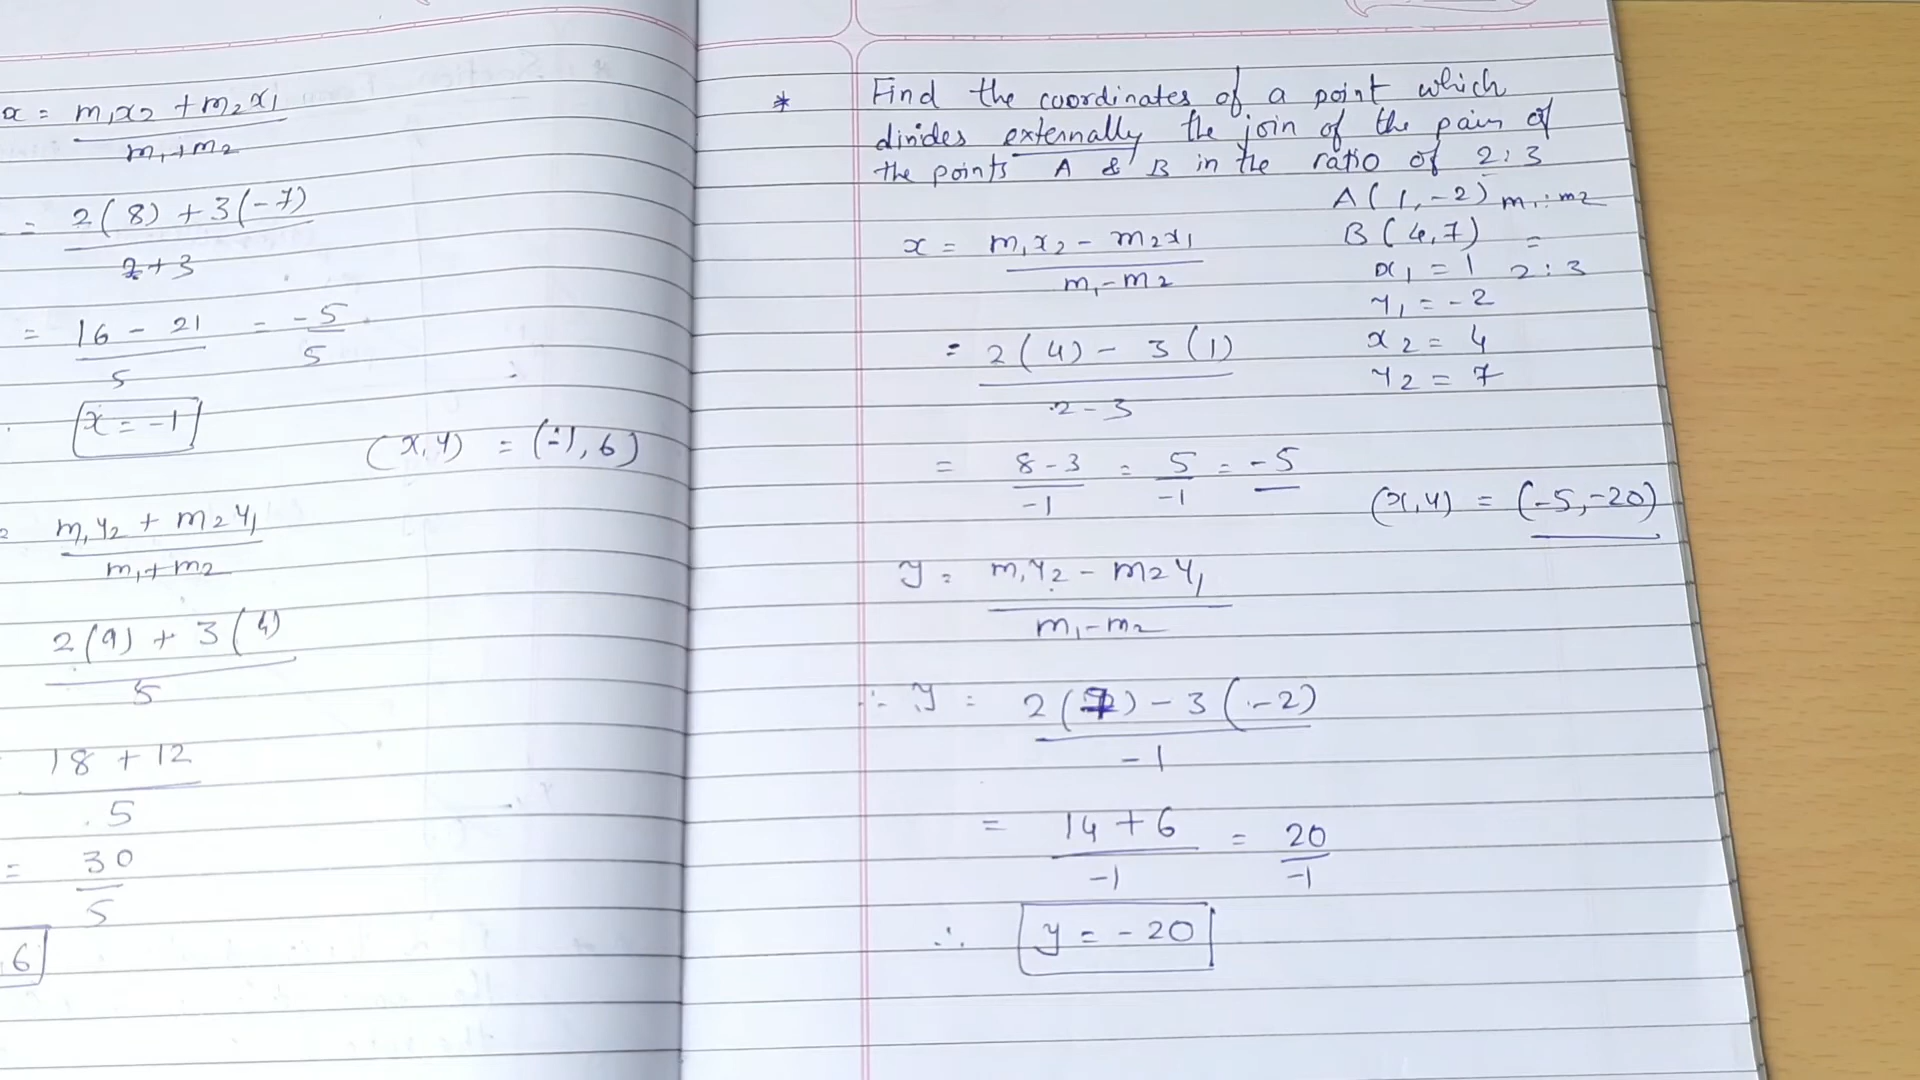 x = m1x2 + m2x1
m1+m2
= 2(8) + 3(-7)
2+3
= 16 - 21 = -5
5 5
x = -1
(x,y) = (-1, 6)
m1y2 + m2y1
m1+m2
2(9) + 3(4)
5
18 + 12
5
= 30
5
6
* Find the coordinates of a point which
divides externally the join of the pair of
the points A & B in the ratio of 2:3
A(1,-2) m1:m2
B(4,7) =
x1 = 1 2:3
y1 = -2
x2 = 4
y2 = 7
x = m1x2 - m2x1
m1-m2
= 2(4) - 3(1)
2-3
= 8-3 = 5 = -5
-1 -1
(x,y) = (-5,-20)
y = m1y2 - m2y1
m1-m2
∴ y = 2(7) - 3(-2)
-1
= 14+6 = 20
-1 -1
∴ y = -20